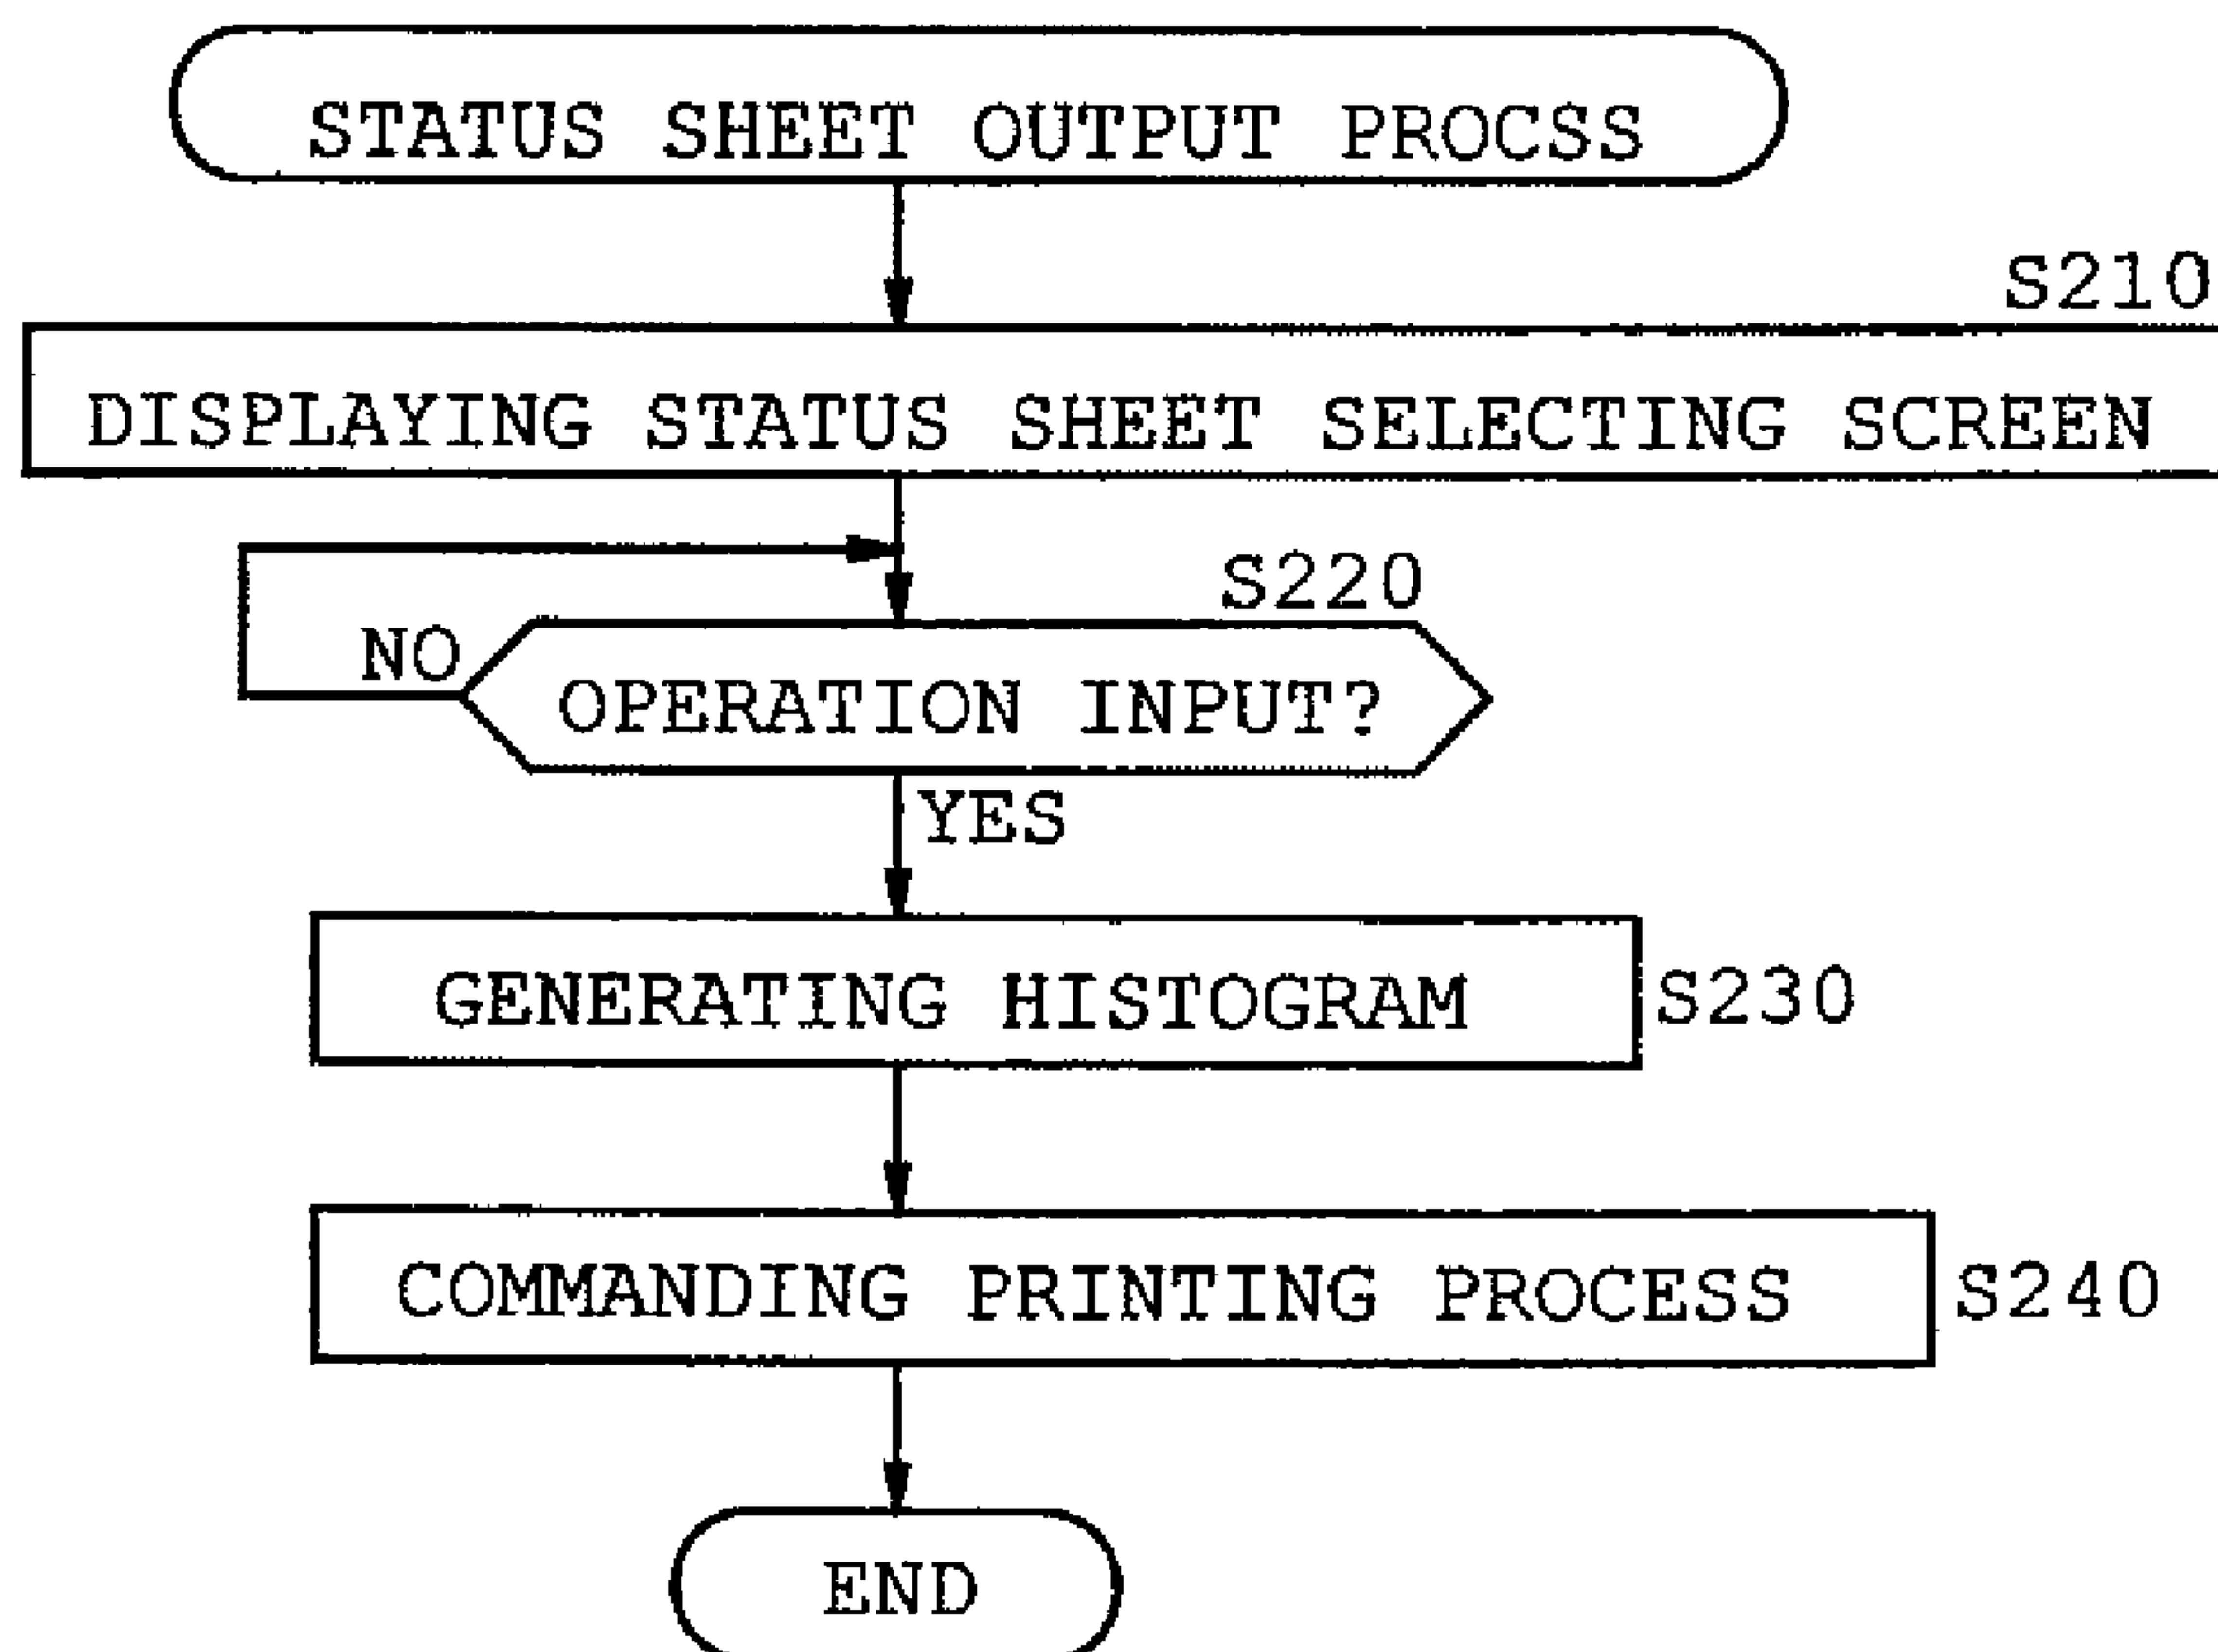 STATUS SHEET OUTPUT PROCSS
S210
DISPLAYING STATUS SHEET SELECTING SCREEN
S220
NO
OPERATION INPUT?
YES
GENERATING HISTOGRAM
S230
COMMANDING PRINTING PROCESS
S240
END